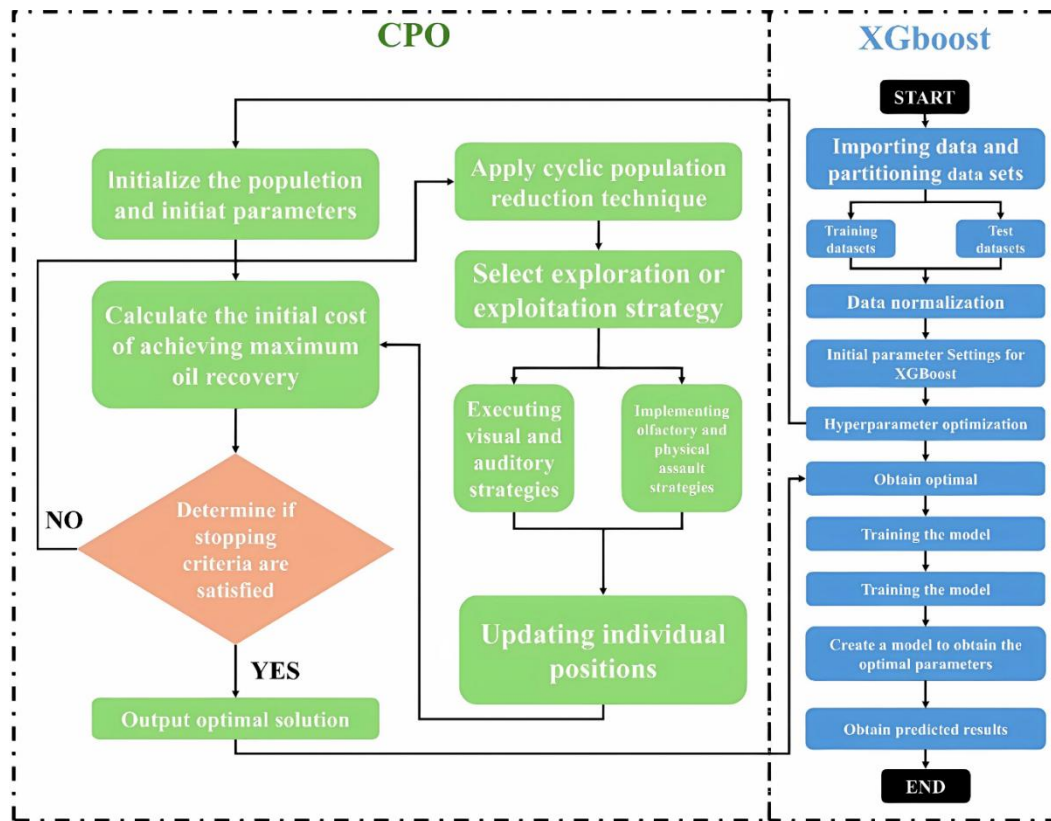 CPO
Initialize the populetion
and initiat parameters
Calculate the initial cost
of achieving maximum
oil recovery
Determine if
stopping
criteria are
satisfied
NO
YES
Output optimal solution
Apply cyclic population
reduction technique
Select exploration or
exploitation strategy
Executing
visual and
auditory
strategies
Implementing
olfactory and
physical
assault
strategies
Updating individual
positions
XGboost
START
Importing data and
partitioning data sets
Training
datasets
Test
datasets
Data normalization
Initial parameter Settings for
XGBoost
Hyperparameter optimization
Obtain optimal
Training the model
Training the model
Create a model to obtain the
optimal parameters
Obtain predicted results
END